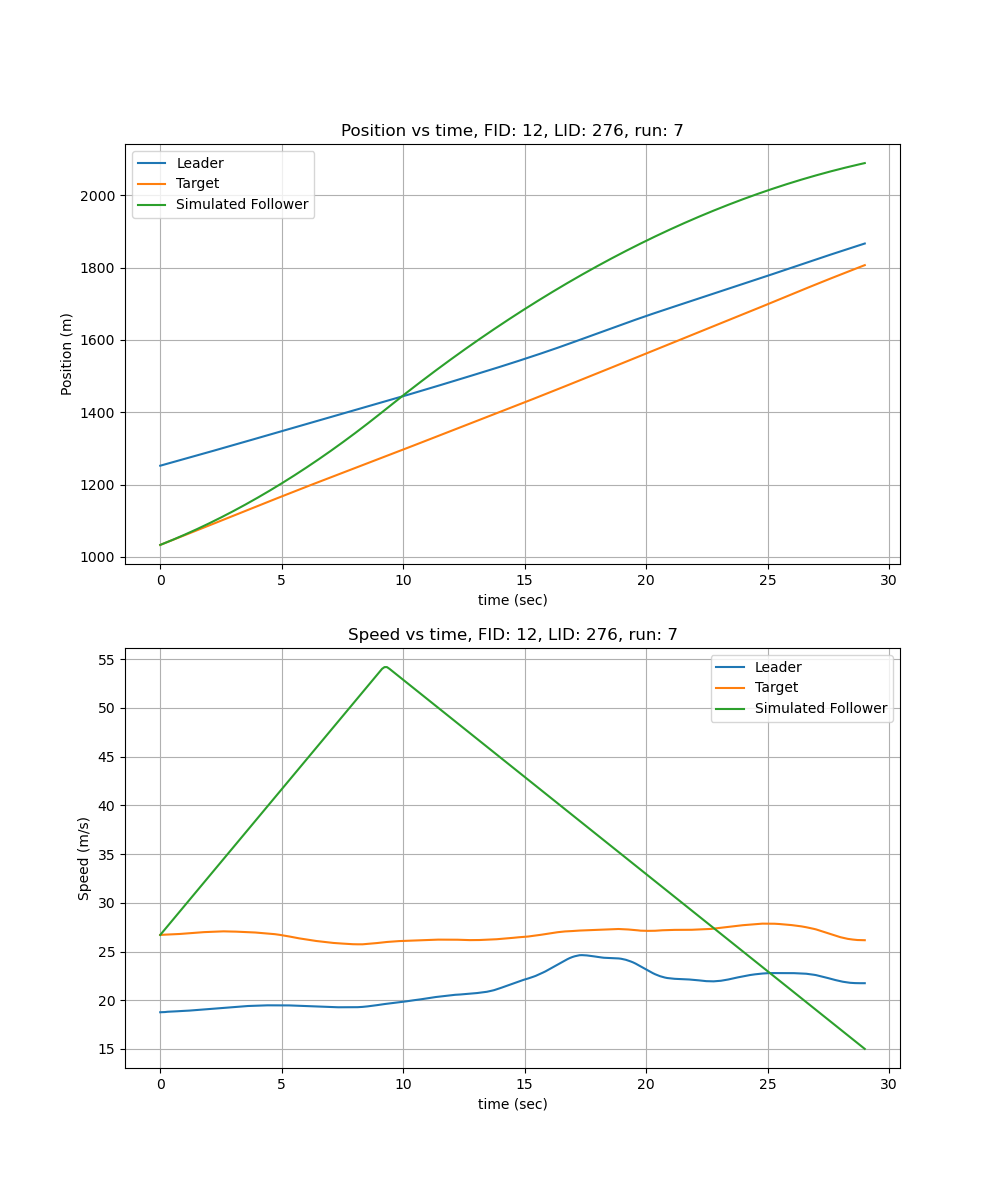 Position vs time, FID: 12, LID: 276, run: 7
Leader
Target
Simulated Follower
2000
1800
1600
1400
1200
1000
Position (m)
0 5 10 15 20 25 30
time (sec)
Speed vs time, FID: 12, LID: 276, run: 7
Leader
Target
Simulated Follower
55
50
45
40
35
30
25
20
15
Speed (m/s)
0 5 10 15 20 25 30
time (sec)